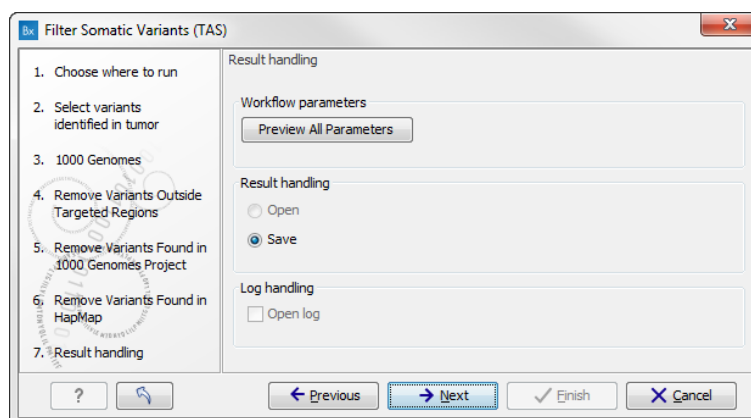 Bx Filter Somatic Variants (TAS)
X
1. Choose where to run
2. Select variants
identified in tumor
3. 1000 Genomes
4. Remove Variants Outside
Targeted Regions
5. Remove Variants Found in
1000 Genomes Project
6. Remove Variants Found in
HapMap
7. Result handling
Result handling
Workflow parameters
Preview All Parameters
Result handling
Open
Save
Log handling
Open log
? Previous Next Finish Cancel